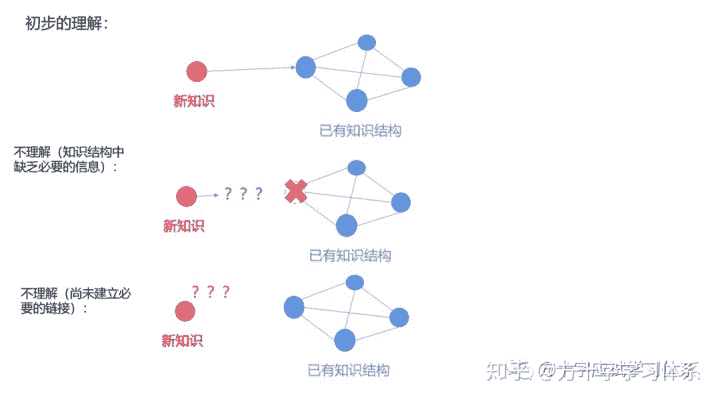 初步的理解：
新知识
已有知识结构
不理解（知识结构中
缺乏必要的信息）：
？？？
新知识
已有知识结构
不理解（尚未建立必
要的链接）：
？？？
新知识
已有知识结构
知乎
学习体系